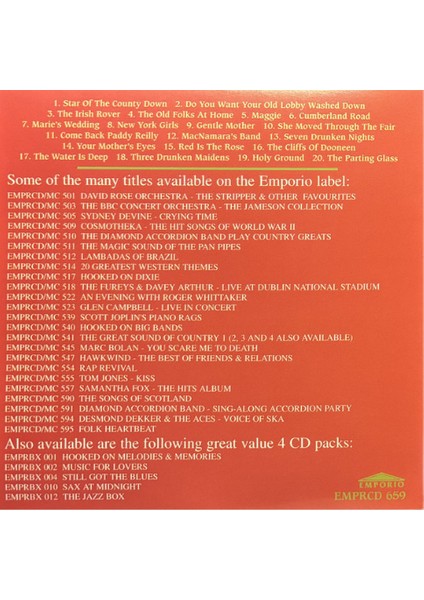 1. Star Of The County Down 2. Do You Want Your Old Lobby Washed Down
3. The Irish Rover 4. The Old Folks At Home 5. Maggie 6. Cumberland Road
7. Marie's Wedding 8. New York Girls 9. Gentle Mother 10. She Moved Through The Fair
11. Come Back Paddy Reilly 12. MacNamara's Band 13. Seven Drunken Nights
14. Your Mother's Eyes 15. Red Is The Rose 16. The Cliffs Of Dooneen
17. The Water Is Deep 18. Three Drunken Maidens 19. Holy Ground 20. The Parting Glass
Some of the many titles available on the Emporio label:
EMPRCD/MC 501 DAVID ROSE ORCHESTRA - THE STRIPPER & OTHER FAVOURITES
EMPRCD/MC 503 THE BBC CONCERT ORCHESTRA - THE JAMESON COLLECTION
EMPRCD/MC 505 SYDNEY DEVINE - CRYING TIME
EMPRCD/MC 509 COSMOTHEKA - THE HIT SONGS OF WORLD WAR II
EMPRCD/MC 510 THE DIAMOND ACCORDION BAND PLAY COUNTRY GREATS
EMPRCD/MC 511 THE MAGIC SOUND OF THE PAN PIPES
EMPRCD/MC 512 LAMBADAS OF BRAZIL
EMPRCD/MC 514 20 GREATEST WESTERN THEMES
EMPRCD/MC 517 HOOKED ON DIXIE
EMPRCD/MC 518 THE FUREYS & DAVEY ARTHUR - LIVE AT DUBLIN NATIONAL STADIUM
EMPRCD/MC 522 AN EVENING WITH ROGER WHITTAKER
EMPRCD/MC 523 GLEN CAMPBELL - LIVE IN CONCERT
EMPRCD/MC 539 SCOTT JOPLIN'S PIANO RAGS
EMPRCD/MC 540 HOOKED ON BIG BANDS
EMPRCD/MC 541 THE GREAT SOUND OF COUNTRY 1 (2, 3 AND 4 ALSO AVAILABLE)
EMPRCD/MC 545 MARC BOLAN - YOU SCARE ME TO DEATH
EMPRCD/MC 547 HAWKWIND - THE BEST OF FRIENDS & RELATIONS
EMPRCD/MC 554 RAP REVIVAL
EMPRCD/MC 555 TOM JONES - KISS
EMPRCD/MC 557 SAMANTHA FOX - THE HITS ALBUM
EMPRCD/MC 590 THE SONGS OF SCOTLAND
EMPRCD/MC 591 DIAMOND ACCORDION BAND - SING-ALONG ACCORDION PARTY
EMPRCD/MC 594 DESMOND DEKKER & THE ACES - VOICE OF SKA
EMPRCD/MC 595 FOLK HEARTBEAT
Also available are the following great value 4 CD packs:
EMPRBX 001 HOOKED ON MELODIES & MEMORIES
EMPRBX 002 MUSIC FOR LOVERS
EMPRBX 004 STILL GOT THE BLUES
EMPRBX 010 SAX AT MIDNIGHT
EMPRBX 012 THE JAZZ BOX
EMPORIO
EMPRCD 659